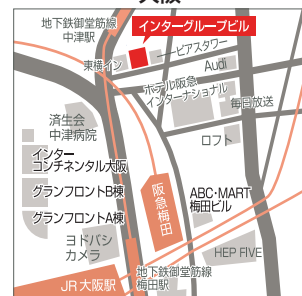 大阪
地下鉄御堂筋線
中津駅
インターグループビル
ピアスタワー
東横イン
Audi
ホテル阪急
インターナショナル
毎日放送
済生会
中津病院
ロフト
インター
コンチネンタル大阪
グランフロントB棟
グランフロントA棟
阪急梅田
ABC・MART
梅田ビル
ヨドバシ
カメラ
HEP FIVE
地下鉄御堂筋線
梅田駅
JR大阪駅